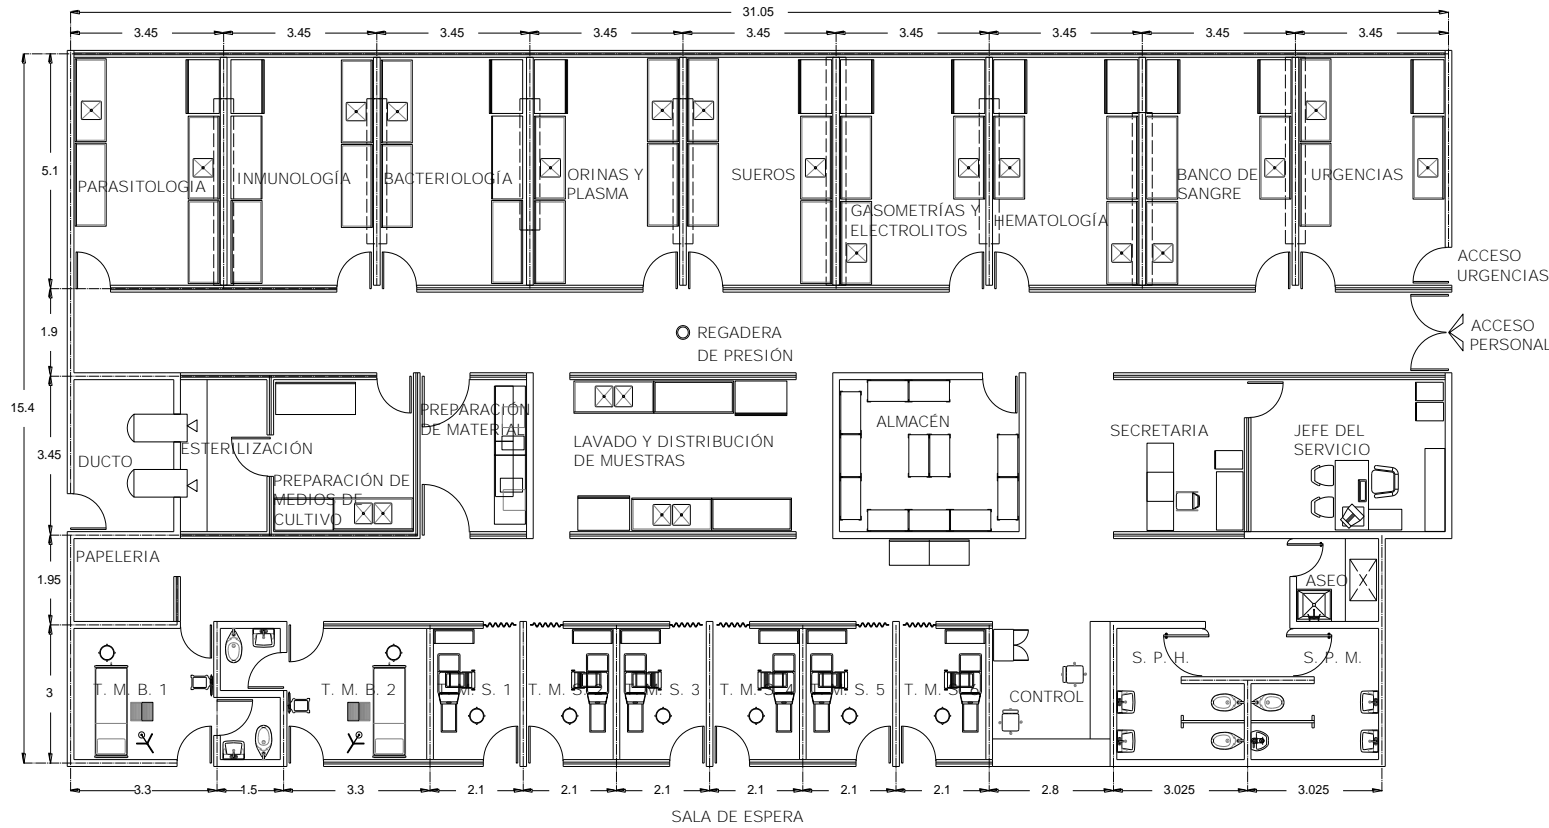 31.05
3.45 3.45 3.45 3.45 3.45 3.45 3.45 3.45 3.45
5.1
PARASITOLOGÍA
INMUNOLOGÍA
BACTERIOLOGÍA
ORINAS Y
PLASMA
SUEROS
GASOMETRÍAS Y
ELECTROLITOS
HEMATOLOGÍA
BANCO DE
SANGRE
URGENCIAS
ACCESO
URGENCIAS
1.9
REGADERA
DE PRESIÓN
ACCESO
PERSONAL
15.4
3.45
DUCTO
ESTERILIZACIÓN
PREPARACIÓN DE
MEDIOS DE
CULTIVO
PREPARACIÓN
DE MATERIAL
LAVADO Y DISTRIBUCIÓN
DE MUESTRAS
ALMACÉN
SECRETARIA
JEFE DEL
SERVICIO
1.95
PAPELERIA
ASEO
3
T. M. B. 1
T. M. B. 2
T. M. S. 1
T. M. S. 2
T. M. S. 3
T. M. S. 4
T. M. S. 5
T. M. S. 6
CONTROL
S. P. H.
S. P. M.
3.3 1.5 3.3 2.1 2.1 2.1 2.1 2.1 2.1 2.8 3.025 3.025
SALA DE ESPERA